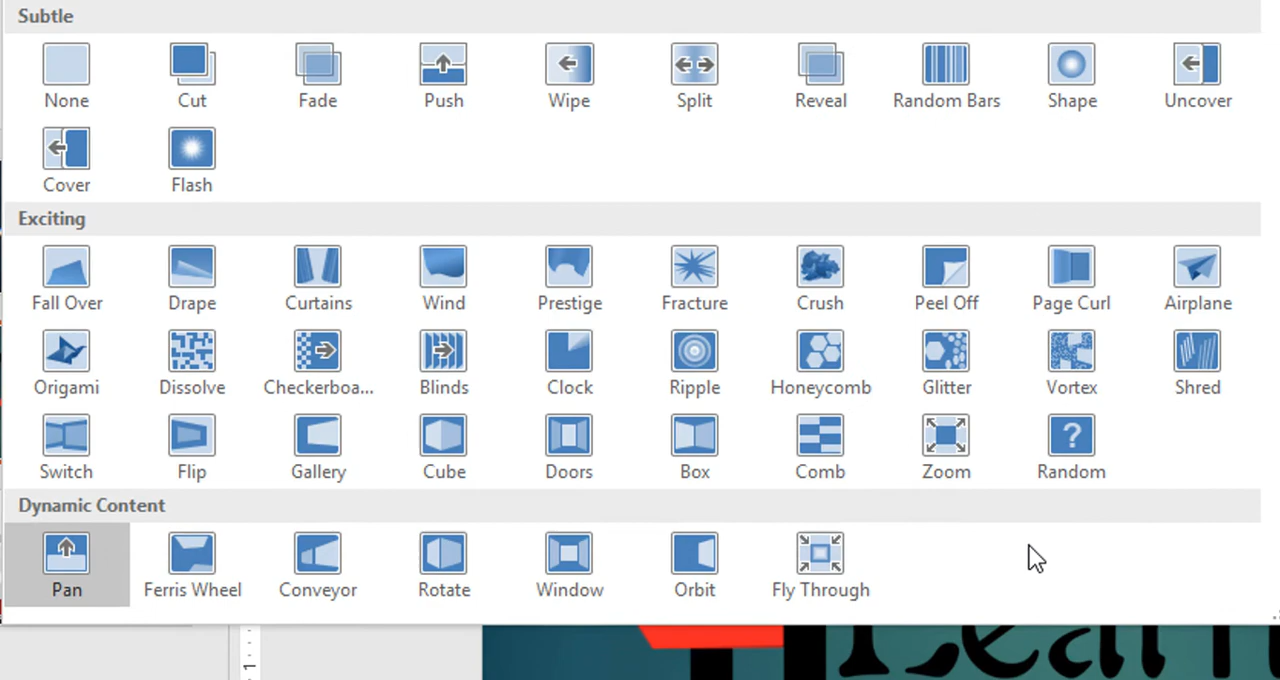 Subtle
None Cut Fade Push Wipe Split Reveal Random Bars Shape Uncover
Cover Flash
Exciting
Fall Over Drape Curtains Wind Prestige Fracture Crush Peel Off Page Curl Airplane
Origami Dissolve Checkerboa... Blinds Clock Ripple Honeycomb Glitter Vortex Shred
Switch Flip Gallery Cube Doors Box Comb Zoom ? Random
Dynamic Content
Pan Ferris Wheel Conveyor Rotate Window Orbit Fly Through
1